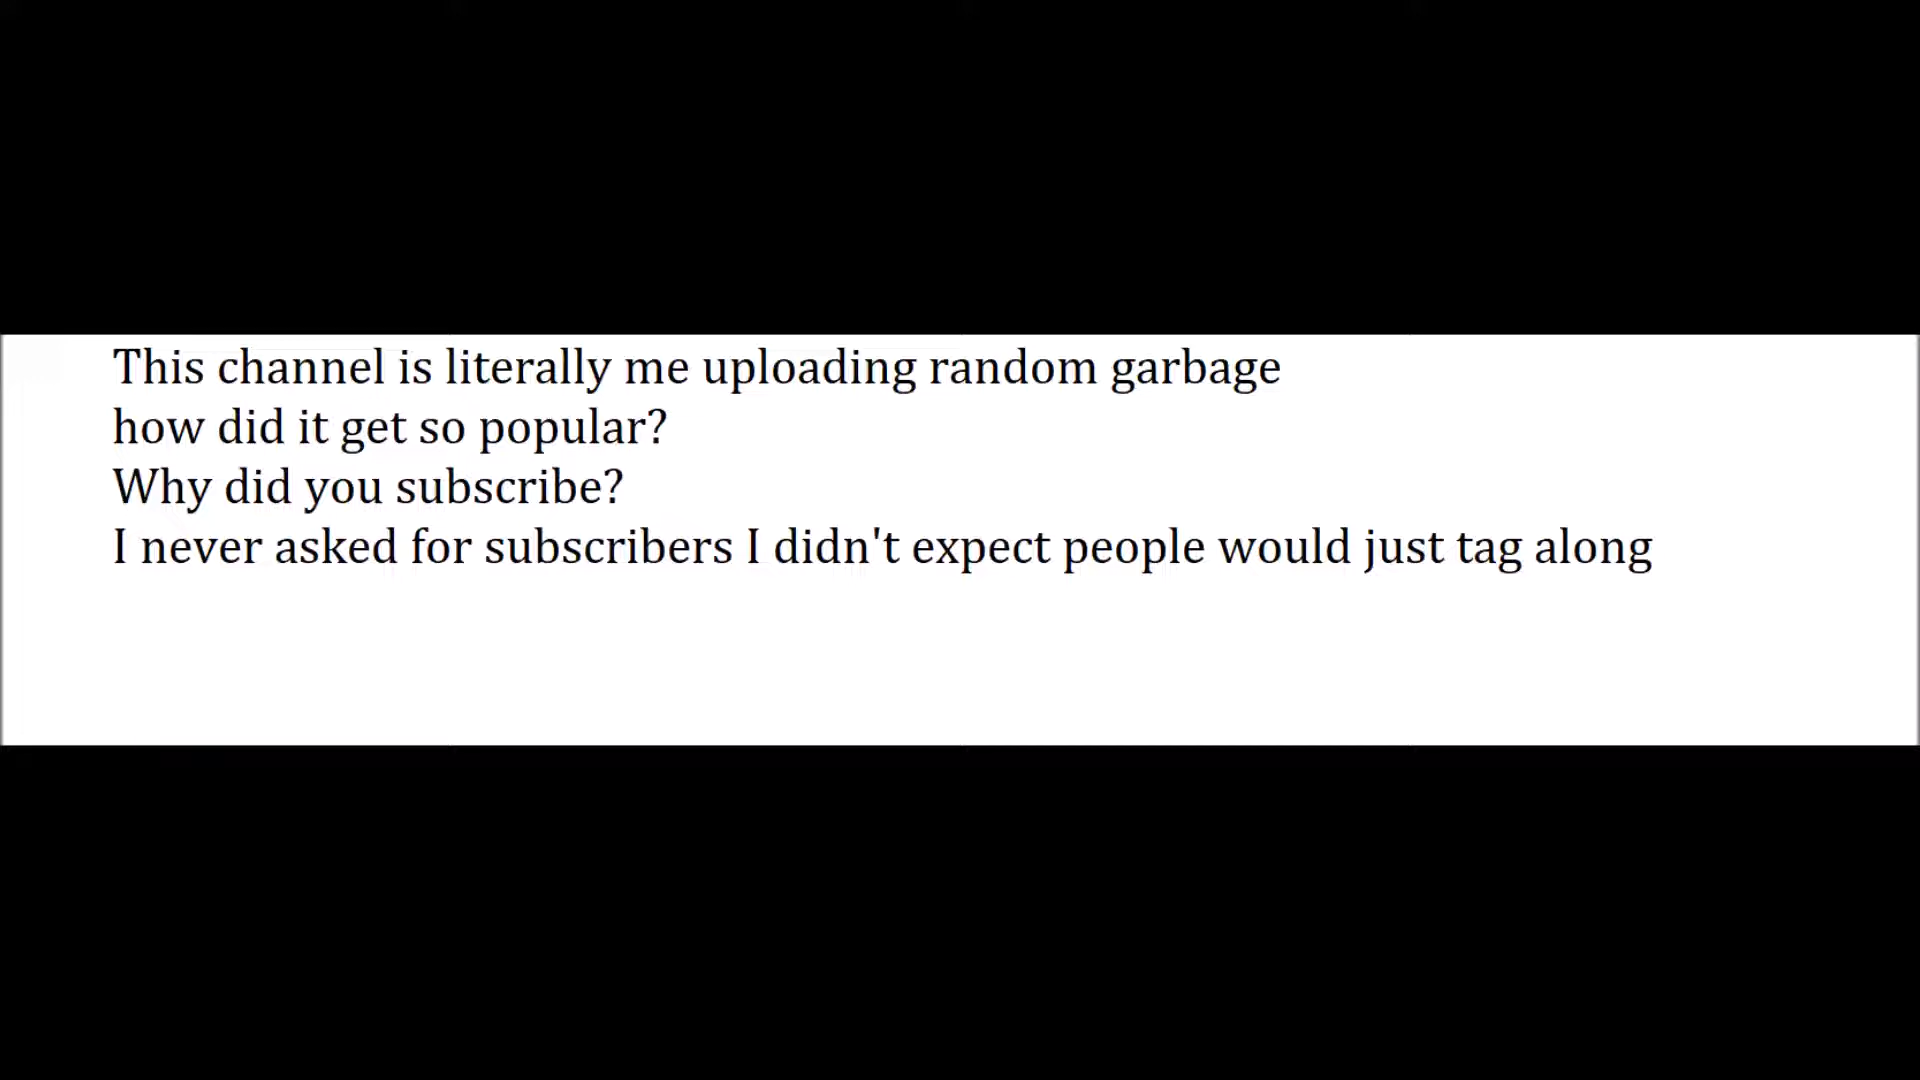 This channel is literally me uploading random garbage
how did it get so popular?
Why did you subscribe?
I never asked for subscribers I didn't expect people would just tag along